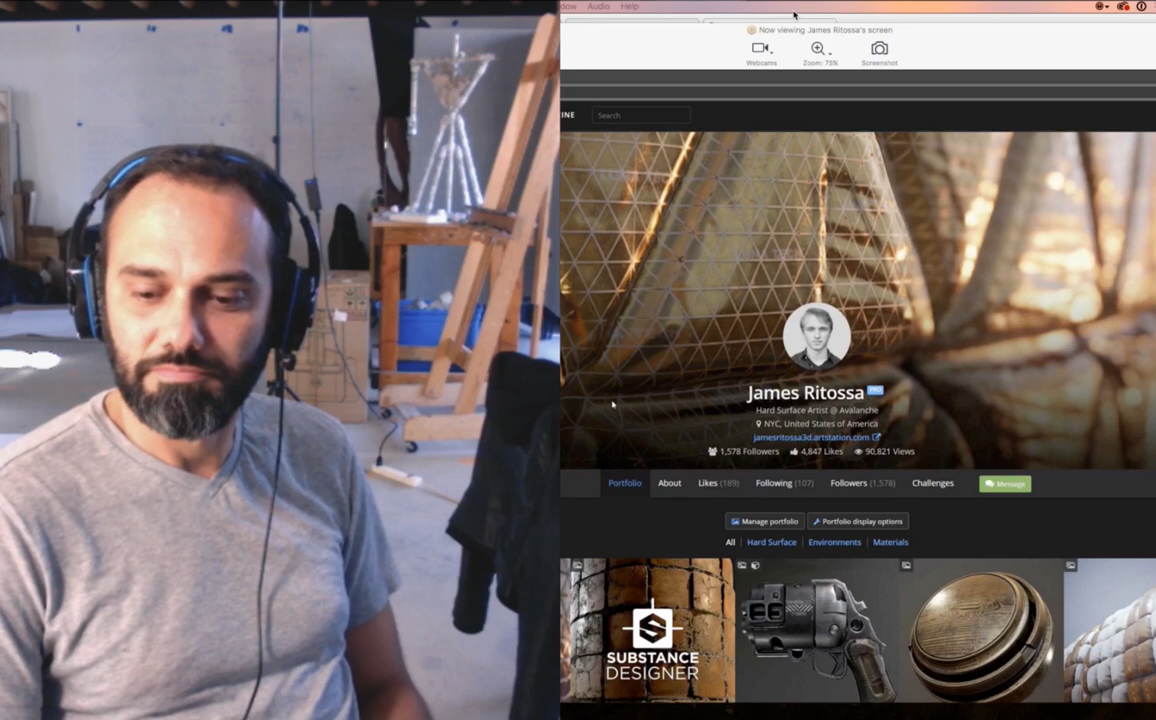 dow Audio Help
Now viewing James Ritossa's screen
Webcams Zoom: 75% Screenshot
INE Search
James Ritossa PRO
Hard Surface Artist @ Avalanche
NYC, United States of America
jamesritossa3d.artstation.com
1,578 Followers 4,847 Likes 90,821 Views
Portfolio About Likes (189) Following (107) Followers (1,578) Challenges Message
Manage portfolio Portfolio display options
All | Hard Surface | Environments | Materials
SUBSTANCE
DESIGNER